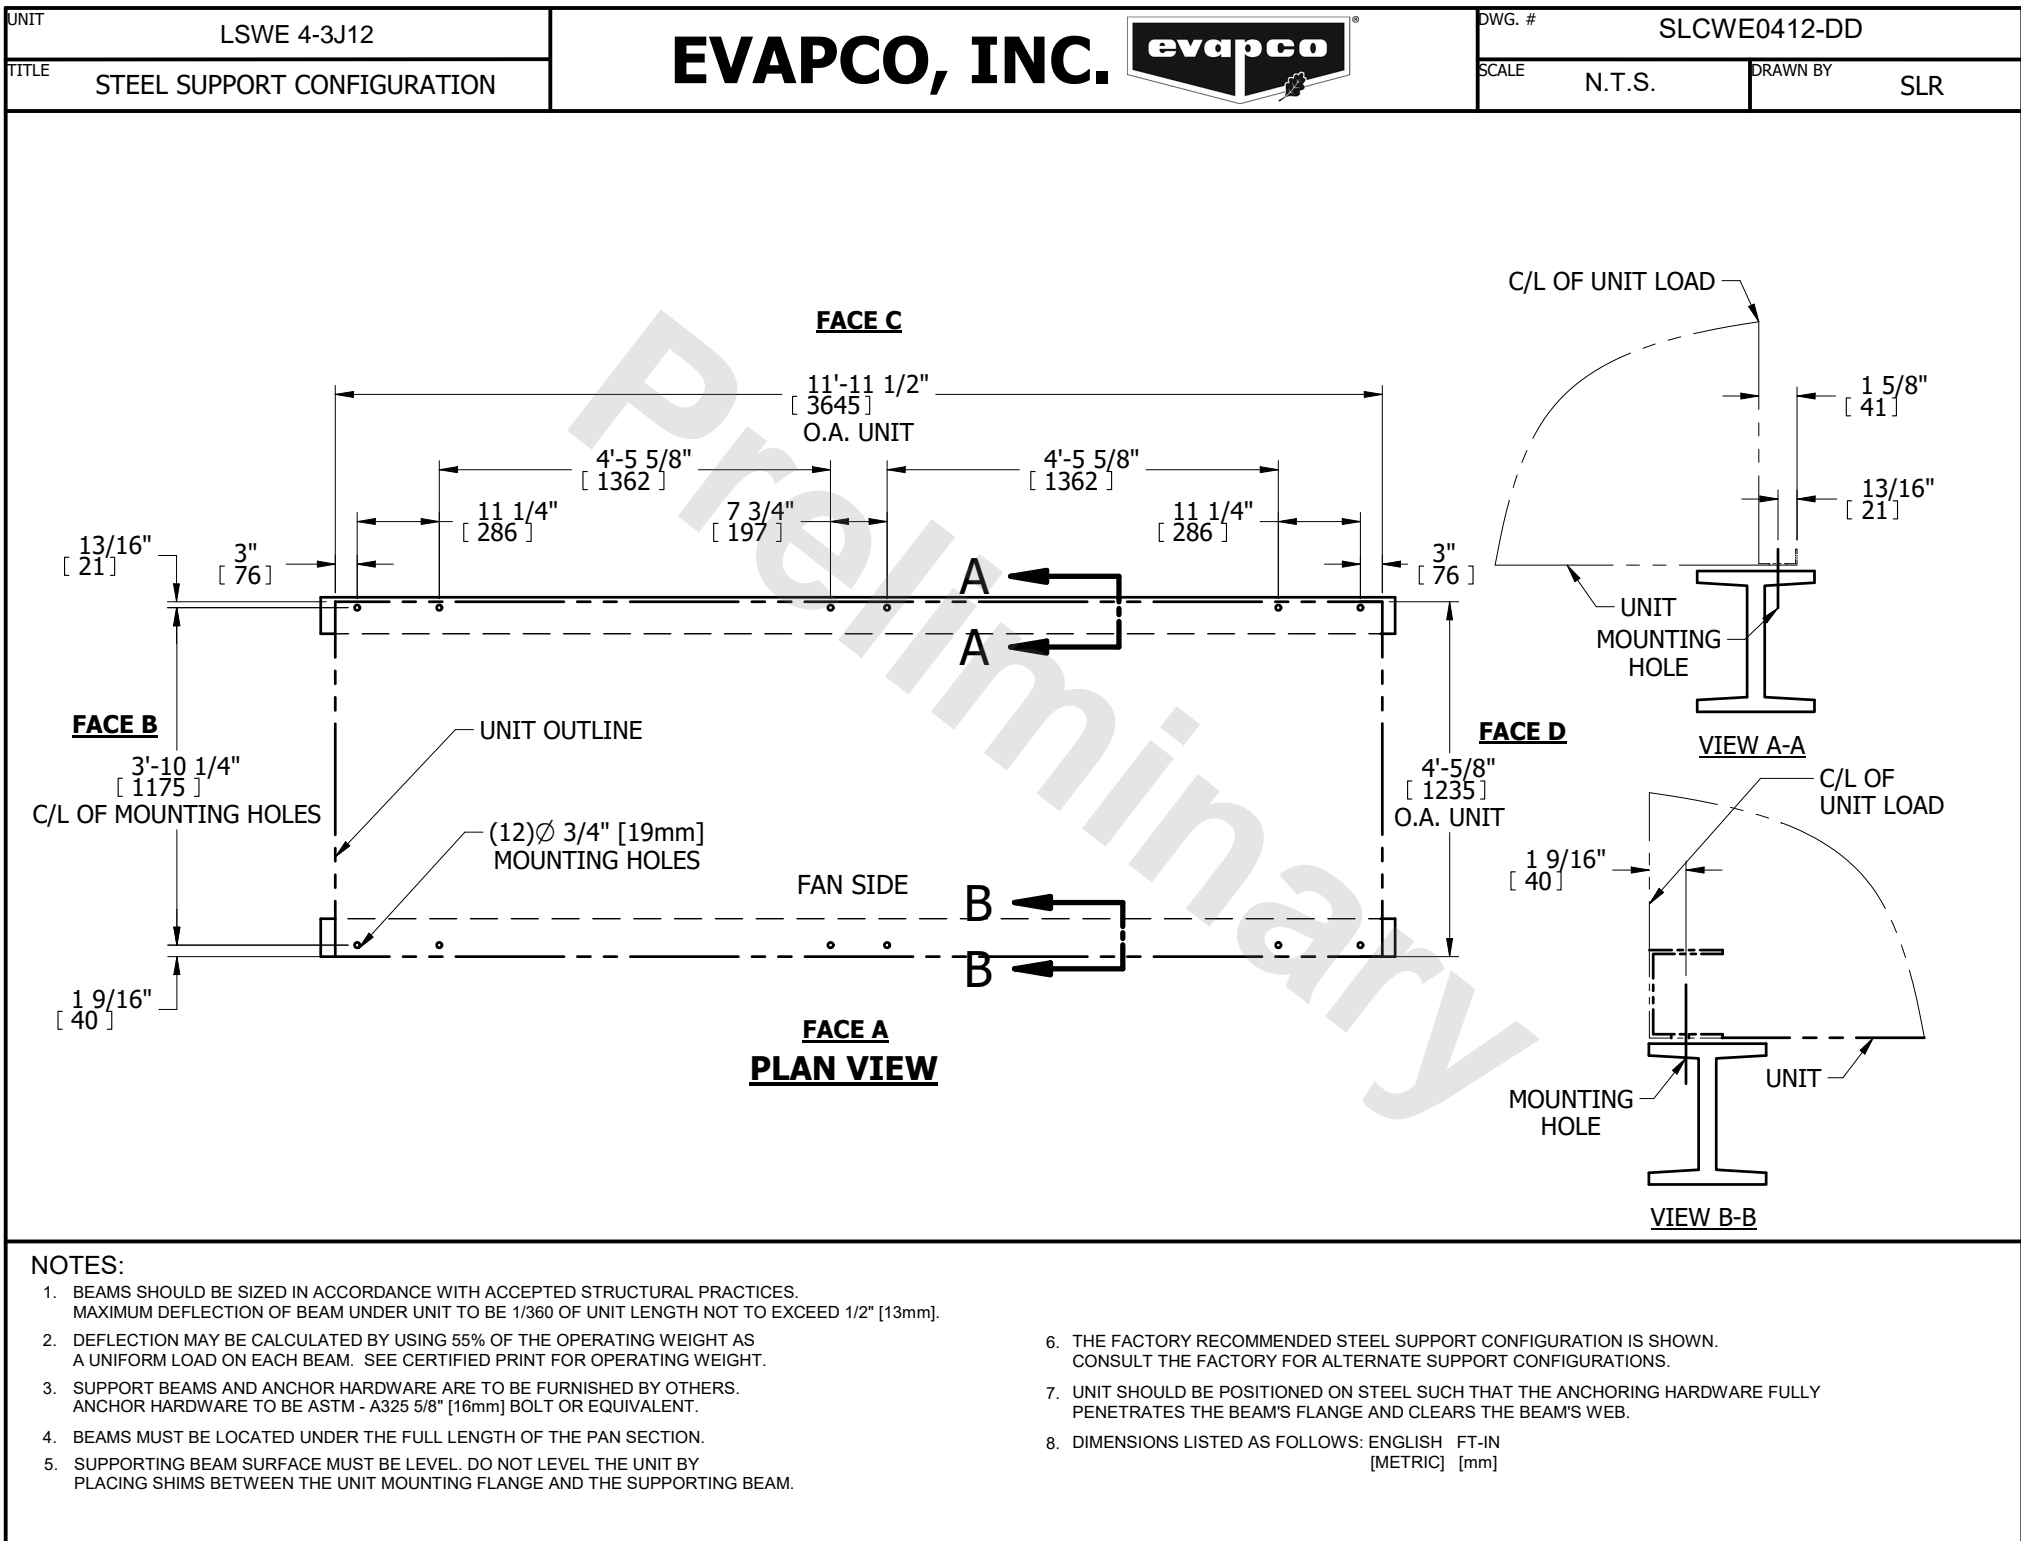 UNIT
LSWE 4-3J12
TITLE
STEEL SUPPORT CONFIGURATION
EVAPCO, INC.
evapco
®
DWG. #
SLCWE0412-DD
SCALE
N.T.S.
DRAWN BY
SLR
Preliminary
FACE C
11'-11 1/2"
[ 3645]
O.A. UNIT
4'-5 5/8"
[ 1362 ]
4'-5 5/8"
[ 1362 ]
11 1/4"
[ 286 ]
7 3/4"
[ 197 ]
11 1/4"
[ 286 ]
13/16"
[ 21]
3"
[ 76]
3"
[ 76 ]
A
A
FACE B
3'-10 1/4"
[ 1175 ]
C/L OF MOUNTING HOLES
UNIT OUTLINE
(12)Ø 3/4" [19mm]
MOUNTING HOLES
FAN SIDE
B
B
FACE D
4'-5/8"
[ 1235]
O.A. UNIT
1 9/16"
[ 40 ]
FACE A
PLAN VIEW
C/L OF UNIT LOAD
1 5/8"
[ 41]
13/16"
[ 21]
UNIT
MOUNTING
HOLE
VIEW A-A
C/L OF
UNIT LOAD
1 9/16"
[ 40]
UNIT
MOUNTING
HOLE
VIEW B-B
NOTES:
1. BEAMS SHOULD BE SIZED IN ACCORDANCE WITH ACCEPTED STRUCTURAL PRACTICES.
MAXIMUM DEFLECTION OF BEAM UNDER UNIT TO BE 1/360 OF UNIT LENGTH NOT TO EXCEED 1/2" [13mm].
2. DEFLECTION MAY BE CALCULATED BY USING 55% OF THE OPERATING WEIGHT AS
A UNIFORM LOAD ON EACH BEAM. SEE CERTIFIED PRINT FOR OPERATING WEIGHT.
3. SUPPORT BEAMS AND ANCHOR HARDWARE ARE TO BE FURNISHED BY OTHERS.
ANCHOR HARDWARE TO BE ASTM - A325 5/8" [16mm] BOLT OR EQUIVALENT.
4. BEAMS MUST BE LOCATED UNDER THE FULL LENGTH OF THE PAN SECTION.
5. SUPPORTING BEAM SURFACE MUST BE LEVEL. DO NOT LEVEL THE UNIT BY
PLACING SHIMS BETWEEN THE UNIT MOUNTING FLANGE AND THE SUPPORTING BEAM.
6. THE FACTORY RECOMMENDED STEEL SUPPORT CONFIGURATION IS SHOWN.
CONSULT THE FACTORY FOR ALTERNATE SUPPORT CONFIGURATIONS.
7. UNIT SHOULD BE POSITIONED ON STEEL SUCH THAT THE ANCHORING HARDWARE FULLY
PENETRATES THE BEAM'S FLANGE AND CLEARS THE BEAM'S WEB.
8. DIMENSIONS LISTED AS FOLLOWS: ENGLISH FT-IN
[METRIC] [mm]